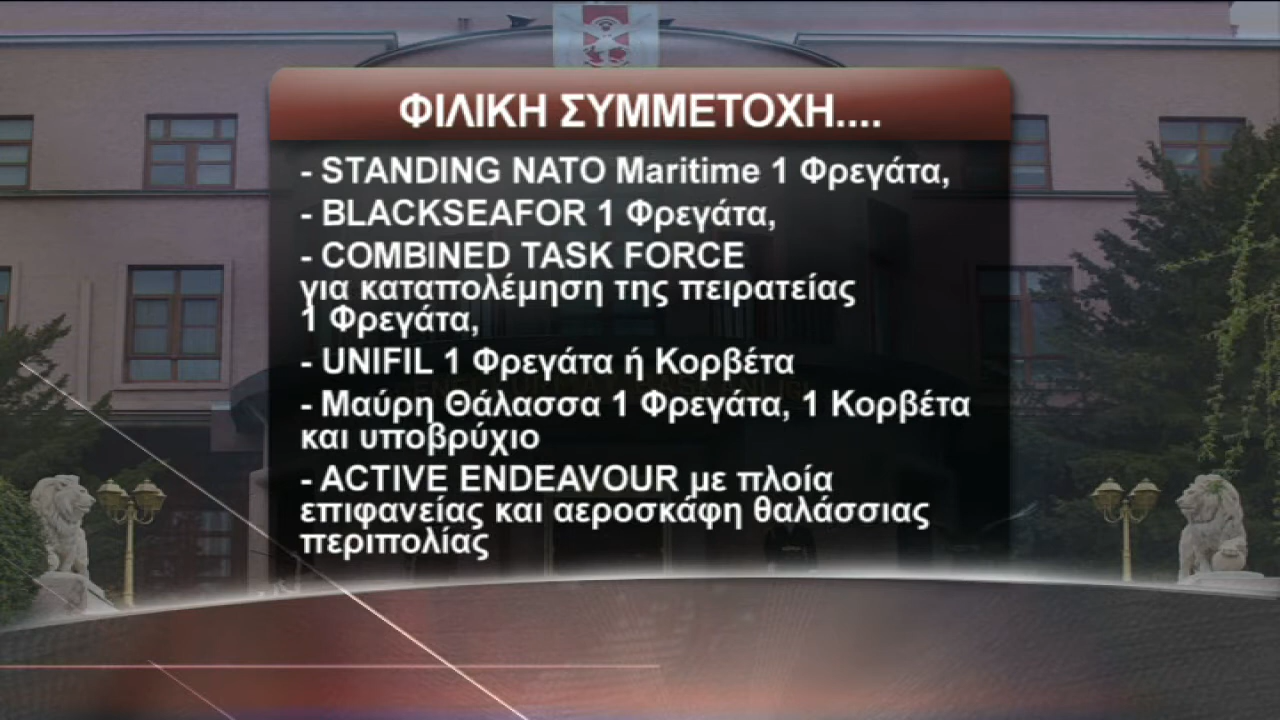 ΦΙΛΙΚΗ ΣΥΜΜΕΤΟΧΗ....
- STANDING NATO Maritime 1 Φρεγάτα,
- BLACKSEAFOR 1 Φρεγάτα,
- COMBINED TASK FORCE
για καταπολέμηση της πειρατείας
1 Φρεγάτα,
- UNIFIL 1 Φρεγάτα ή Κορβέτα
- Μαύρη Θάλασσα 1 Φρεγάτα, 1 Κορβέτα
και υποβρύχιο
- ACTIVE ENDEAVOUR με πλοία
επιφανείας και αεροσκάφη θαλάσσιας
περιπολίας